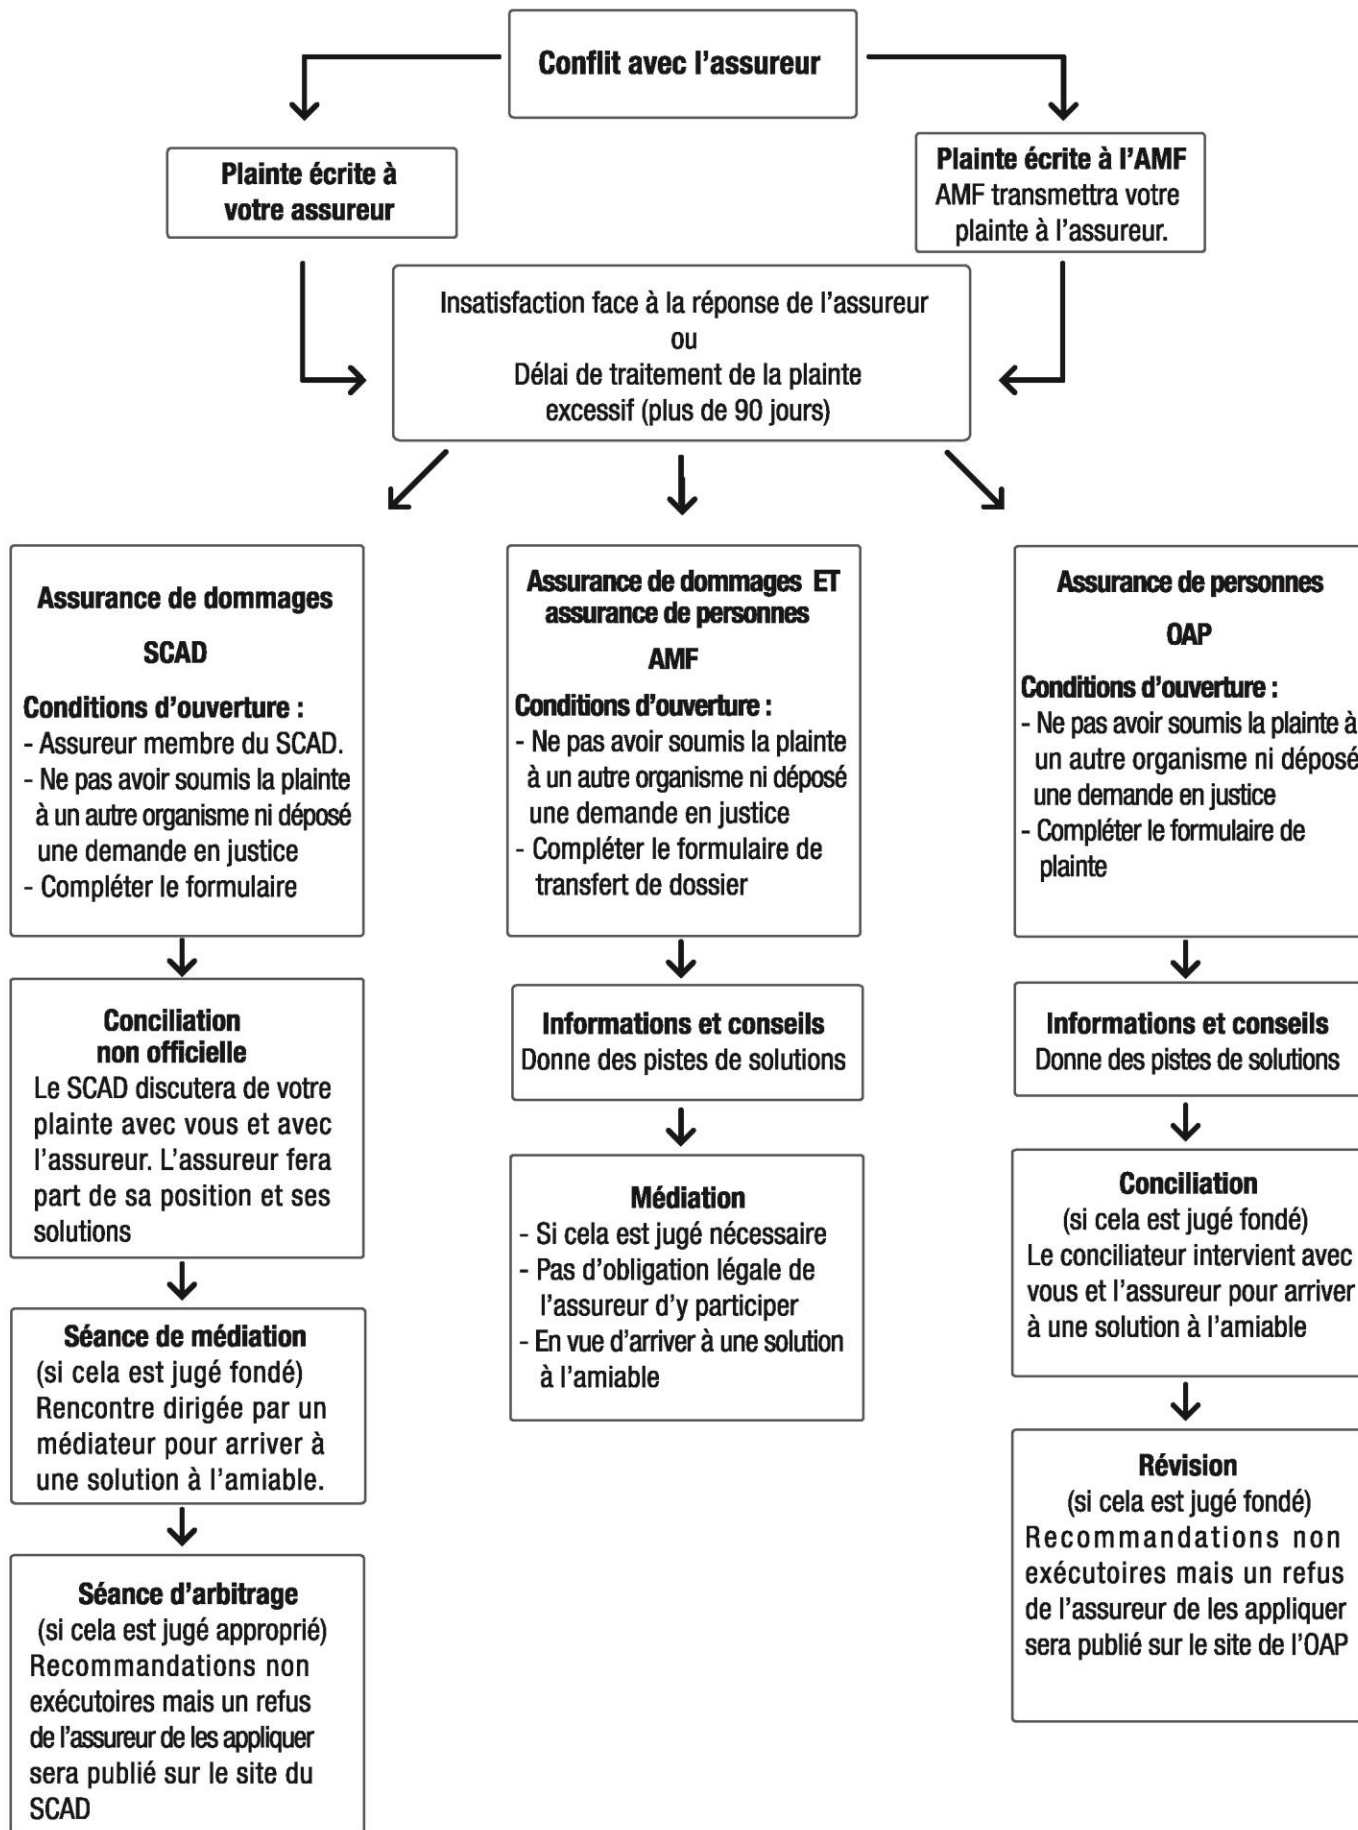 Conflit avec l'assureur
Plainte écrite à
votre assureur
Plainte écrite à l'AMF
AMF transmettra votre
plainte à l'assureur.
Insatisfaction face à la réponse de l'assureur
ou
Délai de traitement de la plainte
excessif (plus de 90 jours)
Assurance de dommages
SCAD
Conditions d'ouverture :
- Assureur membre du SCAD.
- Ne pas avoir soumis la plainte
à un autre organisme ni déposé
une demande en justice
- Compléter le formulaire
Conciliation
non officielle
Le SCAD discutera de votre
plainte avec vous et avec
l'assureur. L'assureur fera
part de sa position et ses
solutions
Séance de médiation
(si cela est jugé fondé)
Rencontre dirigée par un
médiateur pour arriver à
une solution à l'amiable.
Séance d'arbitrage
(si cela est jugé approprié)
Recommandations non
exécutoires mais un refus
de l'assureur de les appliquer
sera publié sur le site du
SCAD
Assurance de dommages ET
assurance de personnes
AMF
Conditions d'ouverture :
- Ne pas avoir soumis la plainte
à un autre organisme ni déposé
une demande en justice
- Compléter le formulaire de
transfert de dossier
Informations et conseils
Donne des pistes de solutions
Médiation
- Si cela est jugé nécessaire
- Pas d'obligation légale de
l'assureur d'y participer
- En vue d'arriver à une solution
à l'amiable
Assurance de personnes
OAP
Conditions d'ouverture :
- Ne pas avoir soumis la plainte à
un autre organisme ni déposé
une demande en justice
- Compléter le formulaire de
plainte
Informations et conseils
Donne des pistes de solutions
Conciliation
(si cela est jugé fondé)
Le conciliateur intervient avec
vous et l'assureur pour arriver
à une solution à l'amiable
Révision
(si cela est jugé fondé)
Recommandations non
exécutoires mais un refus
de l'assureur de les appliquer
sera publié sur le site de l'OAP